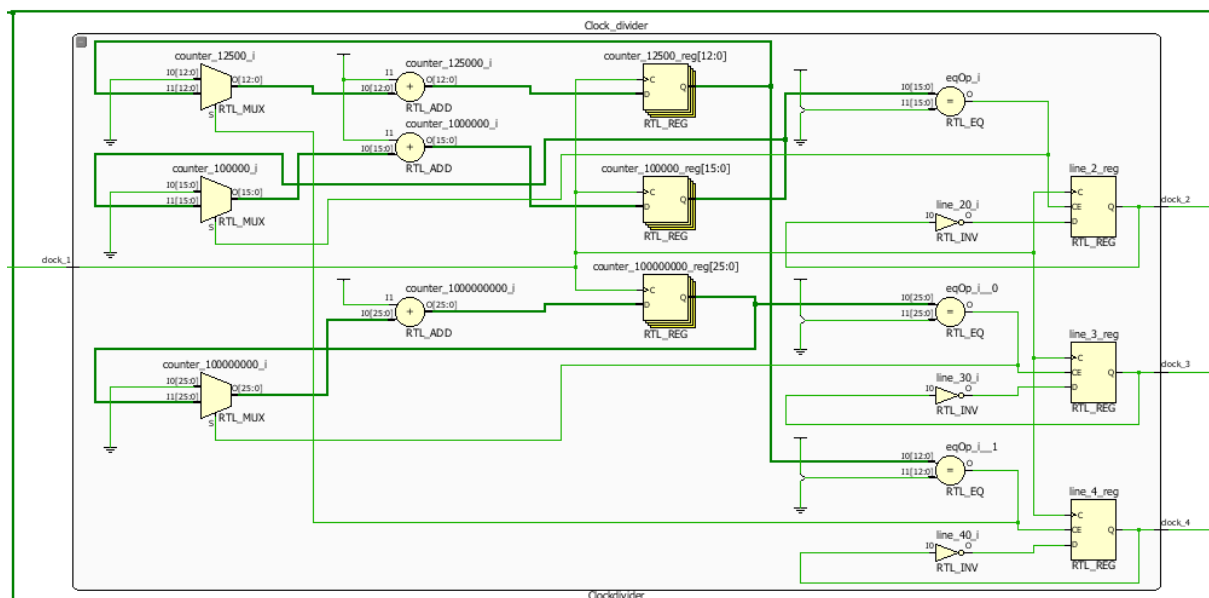 Clock_divider
counter_12500_i
I0[12:0]
I1[12:0]
O[12:0]
S
RTL_MUX
counter_125000_i
I1
I0[12:0]
O[12:0]
+
RTL_ADD
counter_1000000_i
I1
I0[15:0]
O[15:0]
+
RTL_ADD
counter_12500_reg[12:0]
C
D
Q
RTL_REG
eqOp_i
I0[15:0]
I1[15:0]
O
=
RTL_EQ
counter_100000_i
I0[15:0]
I1[15:0]
O[15:0]
S
RTL_MUX
counter_100000_reg[15:0]
C
D
Q
RTL_REG
line_20_i
I0
O
RTL_INV
line_2_reg
C
CE
D
Q
RTL_REG
clock_2
clock_1
counter_1000000000_i
I1
I0[25:0]
O[25:0]
+
RTL_ADD
counter_100000000_reg[25:0]
C
D
Q
RTL_REG
eqOp_i__0
I0[25:0]
I1[25:0]
O
=
RTL_EQ
counter_100000000_i
I0[25:0]
I1[25:0]
O[25:0]
S
RTL_MUX
line_30_i
I0
O
RTL_INV
line_3_reg
C
CE
D
Q
RTL_REG
clock_3
eqOp_i__1
I0[12:0]
I1[12:0]
O
=
RTL_EQ
line_40_i
I0
O
RTL_INV
line_4_reg
C
CE
D
Q
RTL_REG
clock_4
Clockdivider